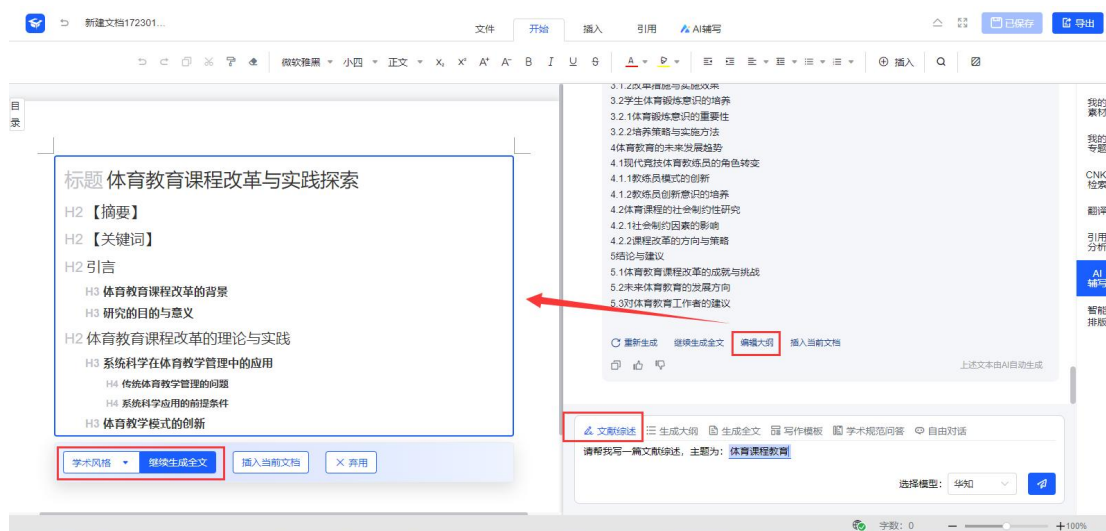 新建文档172301...
文件 开始 插入 引用 AI辅写
已保存 导出
微软雅黑 小四 正文 X₂ X² A⁺ A⁻ B I U S A 插入
目录
标题 体育教育课程改革与实践探索
H2 【摘要】
H2 【关键词】
H2 引言
H3 体育教育课程改革的背景
H3 研究的目的与意义
H2 体育教育课程改革的理论与实践
H3 系统科学在体育教学管理中的应用
H4 传统体育教学管理的问题
H4 系统科学应用的前提条件
H3 体育教学模式的创新
学术风格 继续生成全文 插入当前文档 弃用
3.1.2改革措施与实施效果
3.2学生体育锻炼意识的培养
3.2.1体育锻炼意识的重要性
3.2.2培养策略与实施方法
4体育教育的未来发展趋势
4.1现代竞技体育教练员的角色转变
4.1.1教练员模式的创新
4.1.2教练员创新意识的培养
4.2体育课程的社会制约性研究
4.2.1社会制约因素的影响
4.2.2课程改革的方向与策略
5结论与建议
5.1体育教育课程改革的成就与挑战
5.2未来体育教育的发展方向
5.3对体育教育工作者的建议
重新生成 继续生成全文 编辑大纲 插入当前文档
上述文本由AI自动生成
文献综述 生成大纲 生成全文 写作模板 学术规范问答 自由对话
请帮我写一篇文献综述，主题为：体育课程教育
选择模型： 华知
我的
素材
我的
专题
CNK
检索
翻译
引用
分析
AI
辅写
智能
排版
字数：0 100%